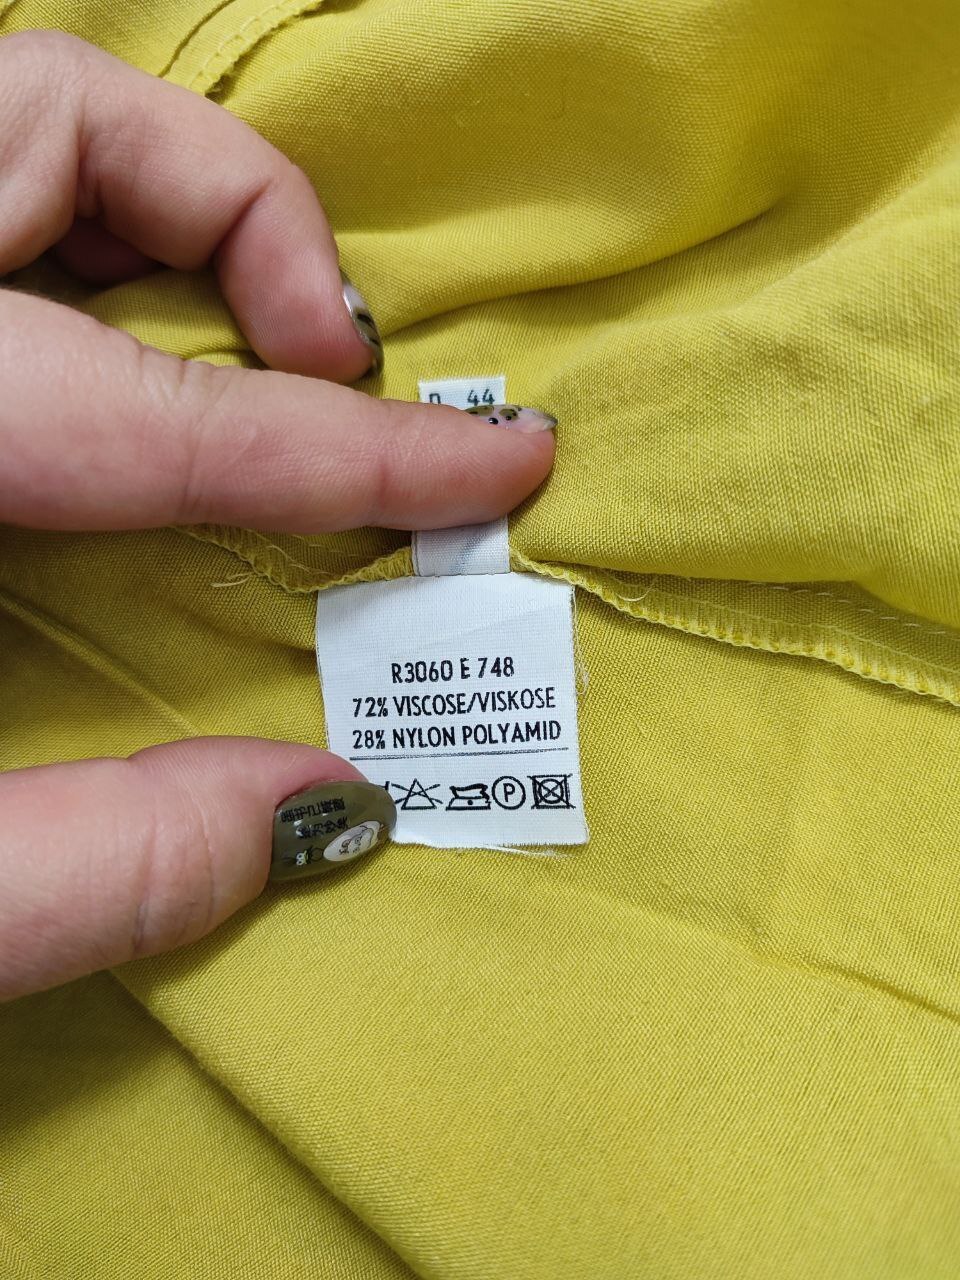 D 44
R3060 E 748
72% VISCOSE/VISKOSE
28% NYLON POLYAMID
P